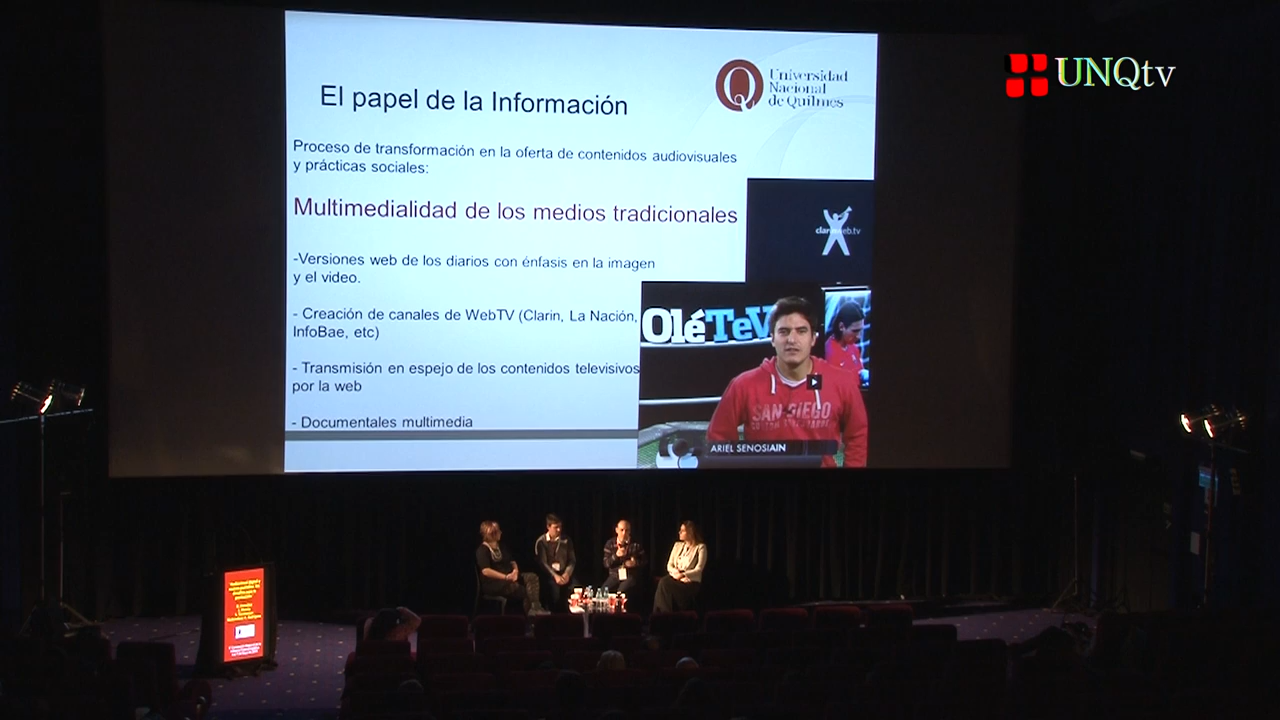 UNQtv
Universidad
Nacional
de Quilmes
El papel de la Información
Proceso de transformación en la oferta de contenidos audiovisuales
y prácticas sociales:
Multimedialidad de los medios tradicionales
-Versiones web de los diarios con énfasis en la imagen
y el video.
- Creación de canales de WebTV (Clarin, La Nación,
InfoBae, etc)
- Transmisión en espejo de los contenidos televisivos
por la web
- Documentales multimedia
OléTeV
SAN DIEGO
ARIEL SENOSIAIN